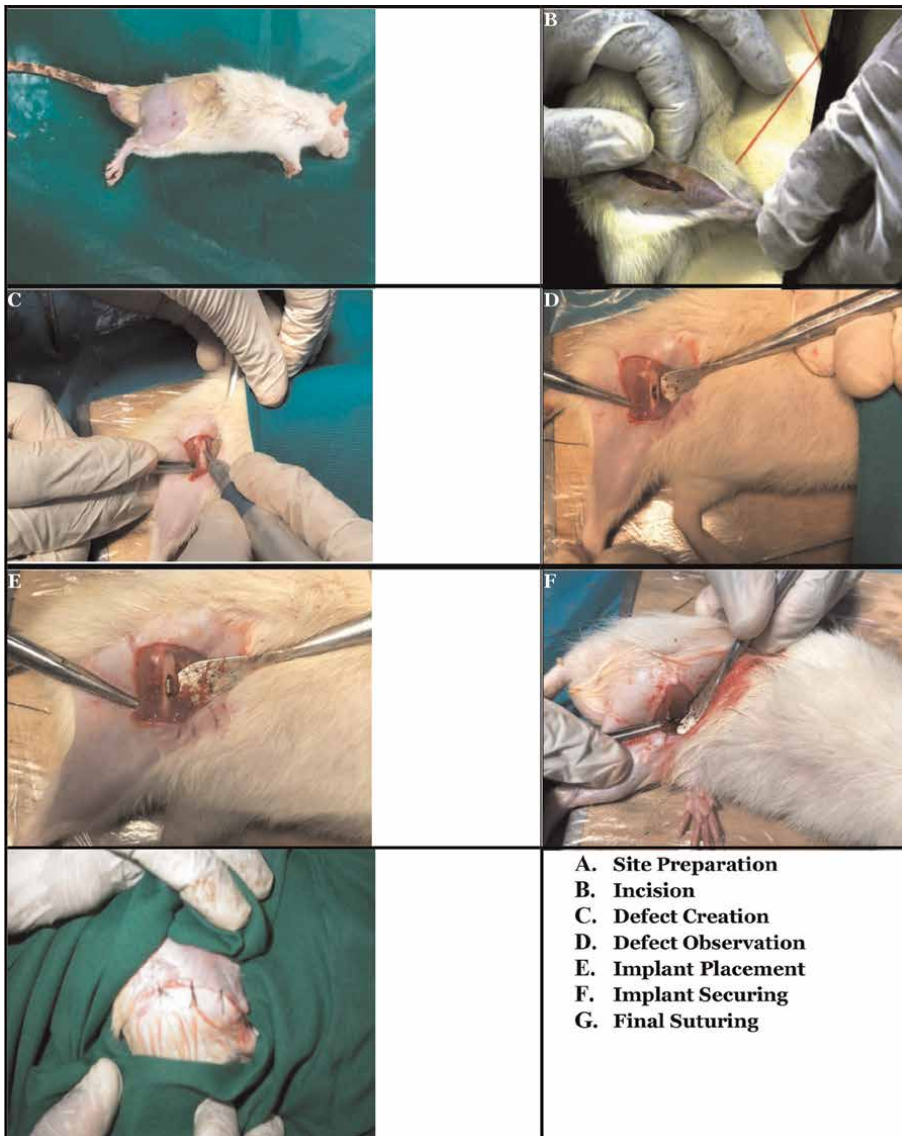 B
C
D
E
F
A. Site Preparation
B. Incision
C. Defect Creation
D. Defect Observation
E. Implant Placement
F. Implant Securing
G. Final Suturing